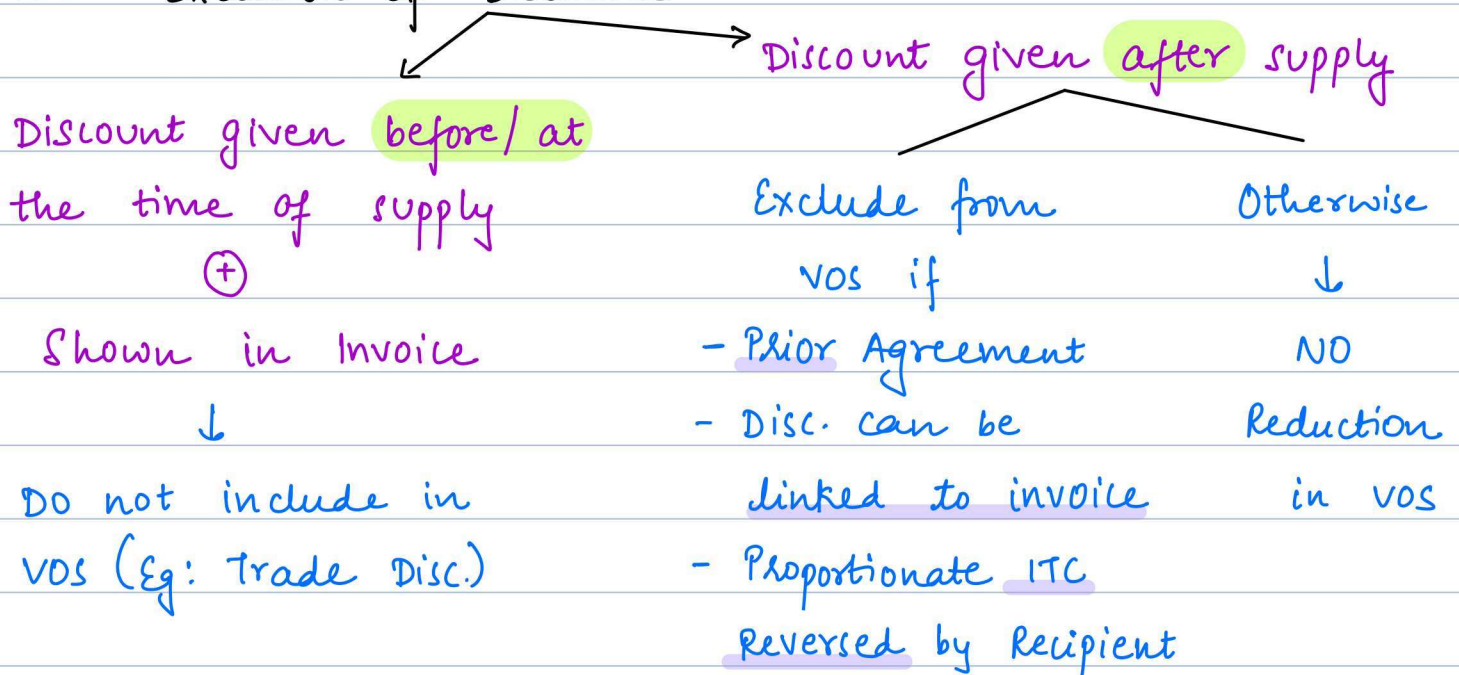 Discount given after supply
Discount given before/ at
the time of supply
+
Shown in Invoice
↓
Do not include in
VOS (Eg: Trade Disc.)
Exclude from
VOS if
- Prior Agreement
- Disc. can be
linked to invoice
- Proportionate ITC
Reversed by Recipient
Otherwise
↓
NO
Reduction
in VOS